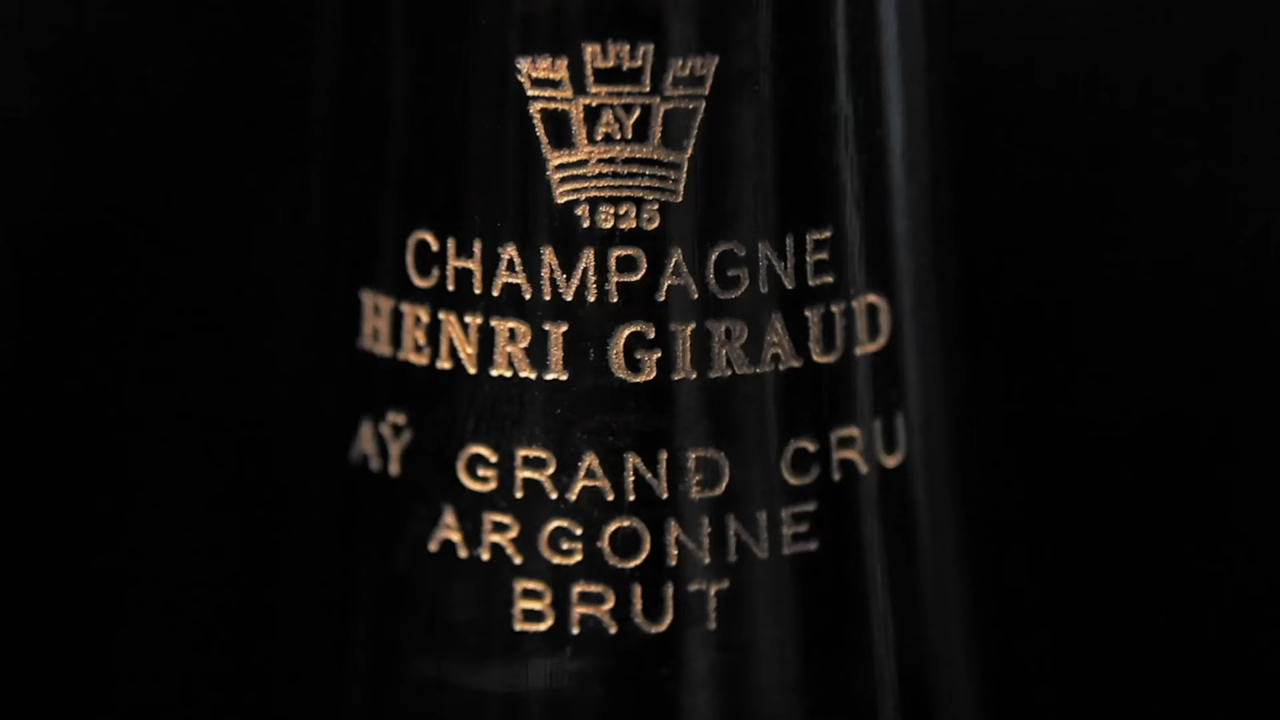 AY
1625
CHAMPAGNE
HENRI GIRAUD
AŸ GRAND CRU
ARGONNE
BRUT